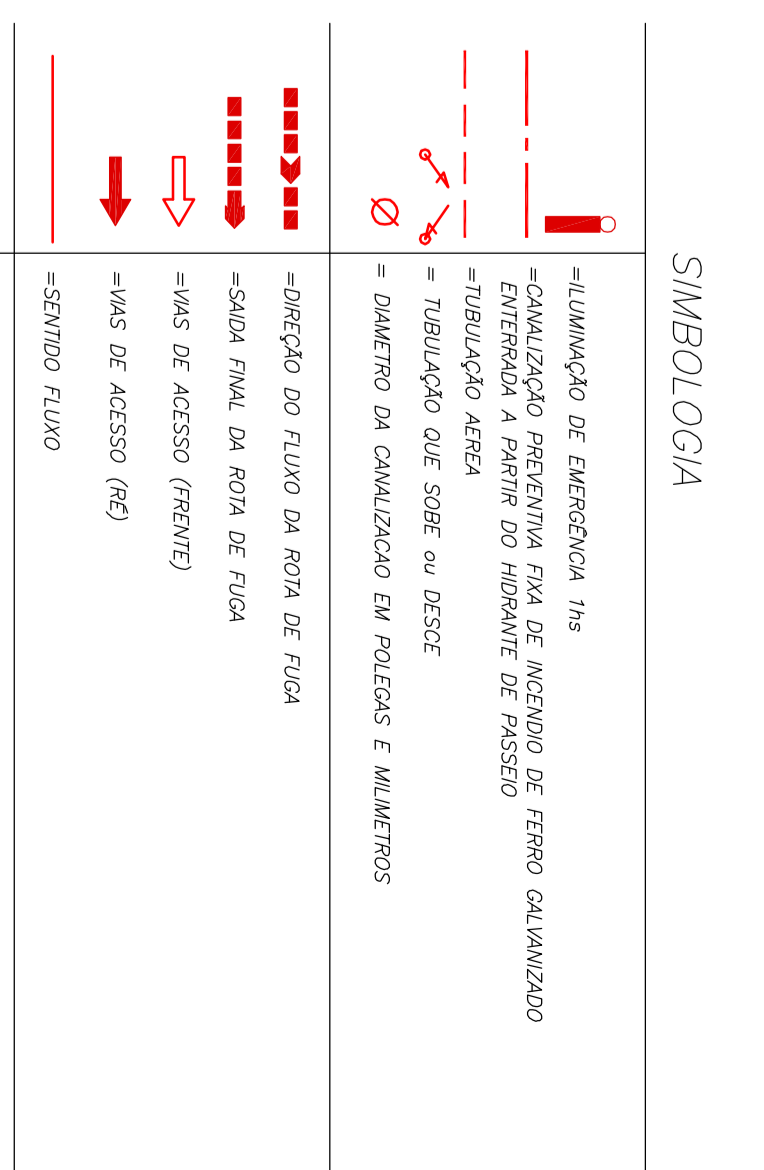 SIMBOLOGIA
=ILUMINAÇÃO DE EMERGÊNCIA 1hs
=CANALIZAÇÃO PREVENTIVA FIXA DE INCENDIO DE FERRO GALVANIZADO
ENTERRADA A PARTIR DO HIDRANTE DE PASSEIO
=TUBULAÇÃO AEREA
= TUBULAÇÃO QUE SOBE ou DESCE
= DIAMETRO DA CANALIZACAO EM POLEGAS E MILIMETROS
=DIREÇÃO DO FLUXO DA ROTA DE FUGA
=SAIDA FINAL DA ROTA DE FUGA
=VIAS DE ACESSO (FRENTE)
=VIAS DE ACESSO (RÉ)
=SENTIDO FLUXO